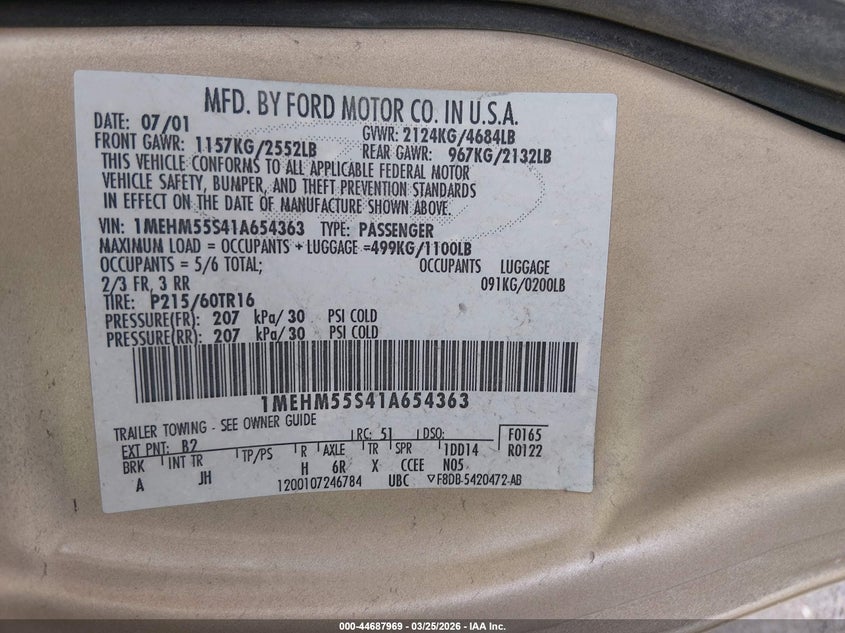 MFD. BY FORD MOTOR CO. IN U.S.A.
DATE: 07/01 GVWR: 2124KG/4684LB
FRONT GAWR: 1157KG/2552LB REAR GAWR: 967KG/2132LB
THIS VEHICLE CONFORMS TO ALL APPLICABLE FEDERAL MOTOR
VEHICLE SAFETY, BUMPER, AND THEFT PREVENTION STANDARDS
IN EFFECT ON THE DATE OF MANUFACTURE SHOWN ABOVE.
VIN: 1MEHM55S41A654363 TYPE: PASSENGER
MAXIMUM LOAD = OCCUPANTS + LUGGAGE =499KG/1100LB
OCCUPANTS = 5/6 TOTAL; OCCUPANTS LUGGAGE
2/3 FR, 3 RR 091KG/0200LB
TIRE: P215/60TR16
PRESSURE(FR): 207 kPa/ 30 PSI COLD
PRESSURE(RR): 207 kPa/ 30 PSI COLD
1MEHM55S41A654363
TRAILER TOWING - SEE OWNER GUIDE
EXT PNT: B2 RC: 51 DSO: F0165
BRK INT TR TP/PS R AXLE TR SPR 1DD14 R0122
A JH H 6R X CCEE N05
1200107246784 UBC F8DB-5420472-AB
000-44687969 — 03/25/2026 — IAA Inc.